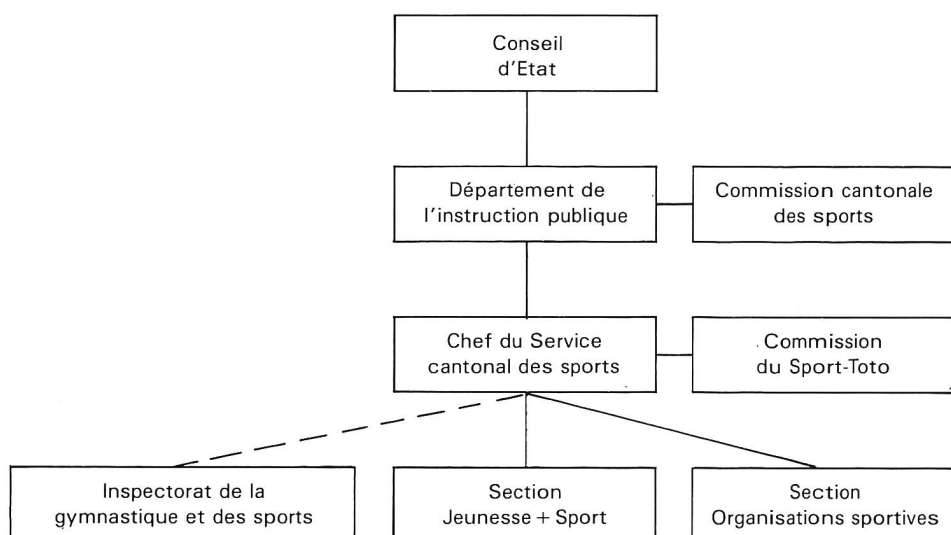 Conseil
d'Etat
Département de
l'instruction publique
Commission cantonale
des sports
Chef du Service
cantonal des sports
Commission
du Sport-Toto
Inspectorat de la
gymnastique et des sports
Section
Jeunesse + Sport
Section
Organisations sportives